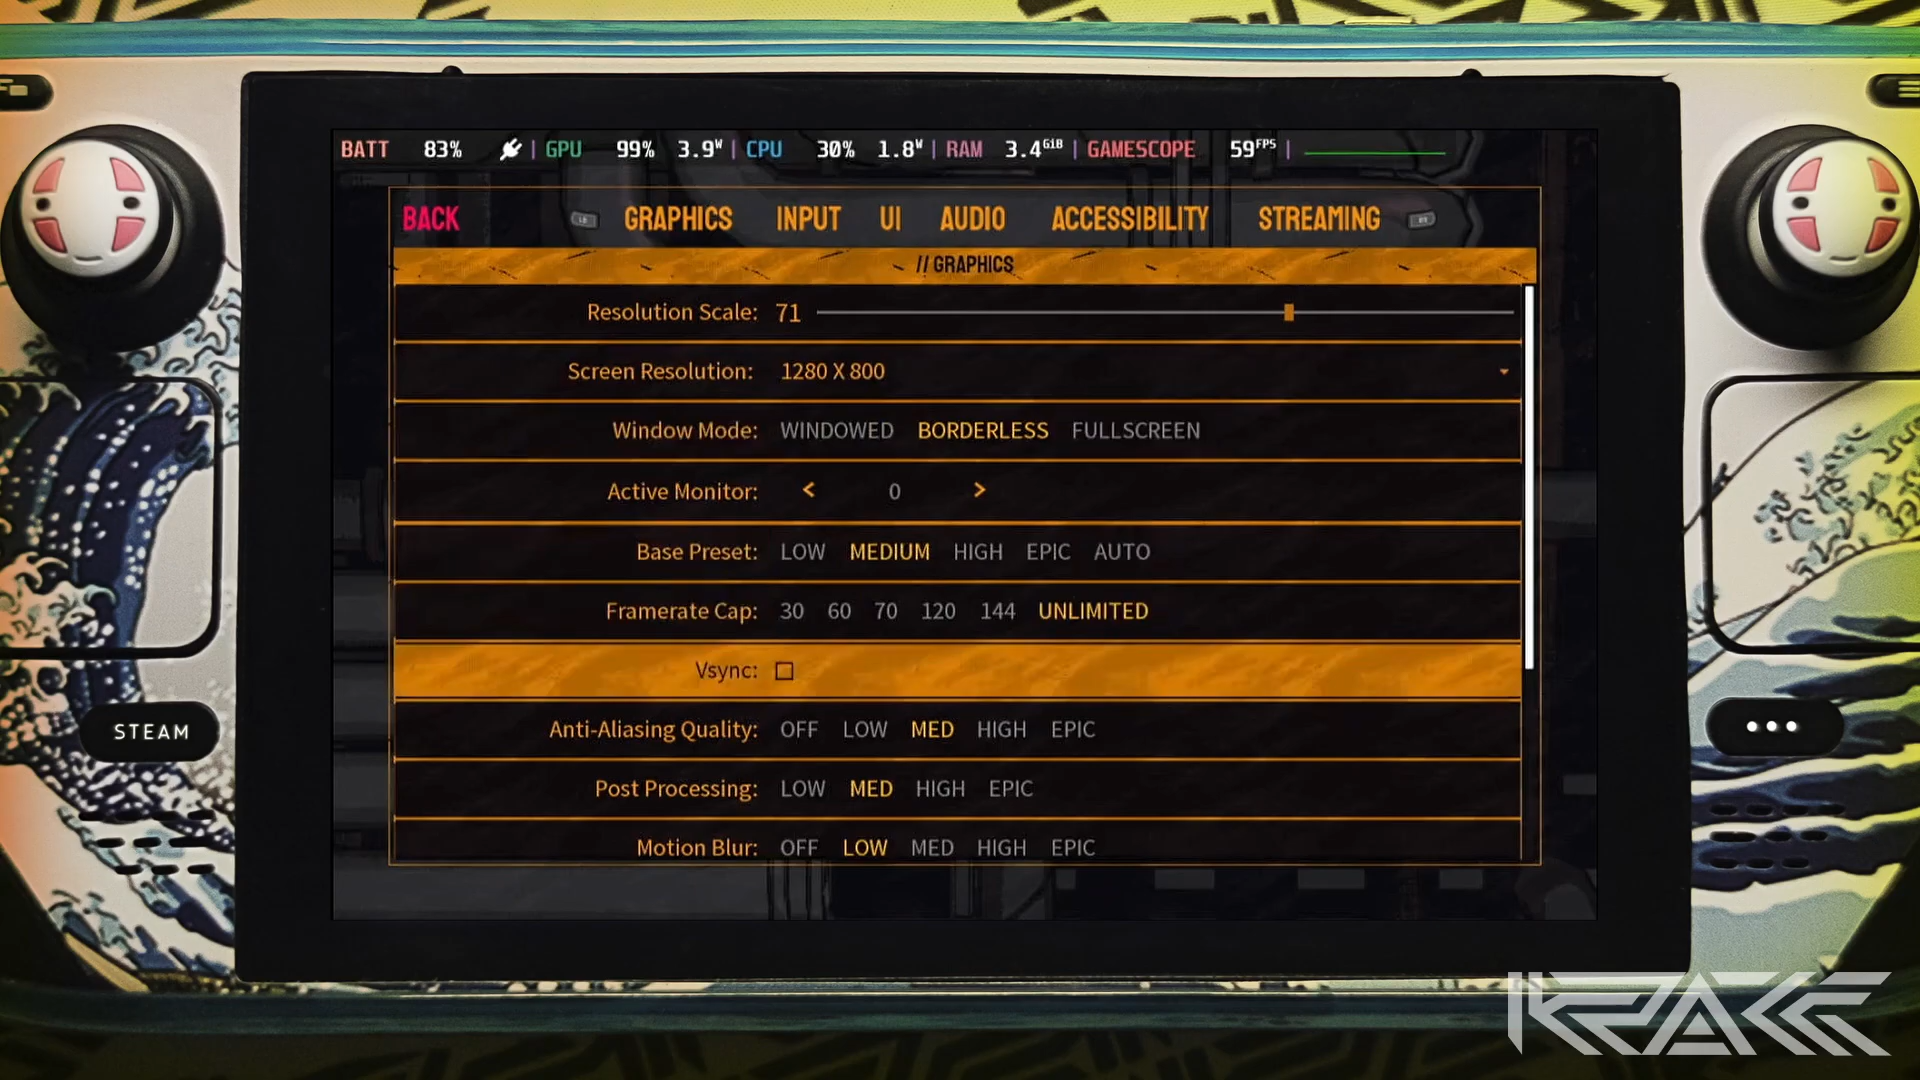 BATT 83% | GPU 99% 3.9W | CPU 30% 1.8W | RAM 3.4GiB | GAMESCOPE 59FPS |
BACK GRAPHICS INPUT UI AUDIO ACCESSIBILITY STREAMING
// GRAPHICS
Resolution Scale: 71
Screen Resolution: 1280 X 800
Window Mode: WINDOWED BORDERLESS FULLSCREEN
Active Monitor: < 0 >
Base Preset: LOW MEDIUM HIGH EPIC AUTO
Framerate Cap: 30 60 70 120 144 UNLIMITED
Vsync:
STEAM
...
Anti-Aliasing Quality: OFF LOW MED HIGH EPIC
Post Processing: LOW MED HIGH EPIC
Motion Blur: OFF LOW MED HIGH EPIC